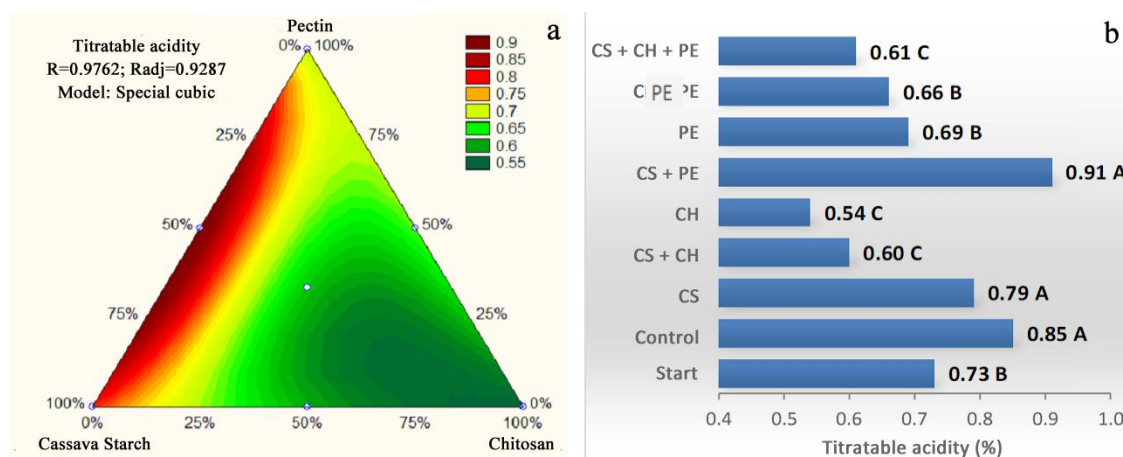 Pectin
a
Titratable acidity
R=0.9762; Radj=0.9287
Model: Special cubic
0% 100%
0.9
0.85
0.8
0.75
0.7
0.65
0.6
0.55
25%
75%
50%
50%
75%
25%
100%
0%
0% 25% 50% 75% 100%
Cassava Starch Chitosan
b
CS + CH + PE 0.61 C
PE PE 0.66 B
PE 0.69 B
CS + PE 0.91 A
CH 0.54 C
CS + CH 0.60 C
CS 0.79 A
Control 0.85 A
Start 0.73 B
0.4 0.5 0.6 0.7 0.8 0.9 1.0
Titratable acidity (%)